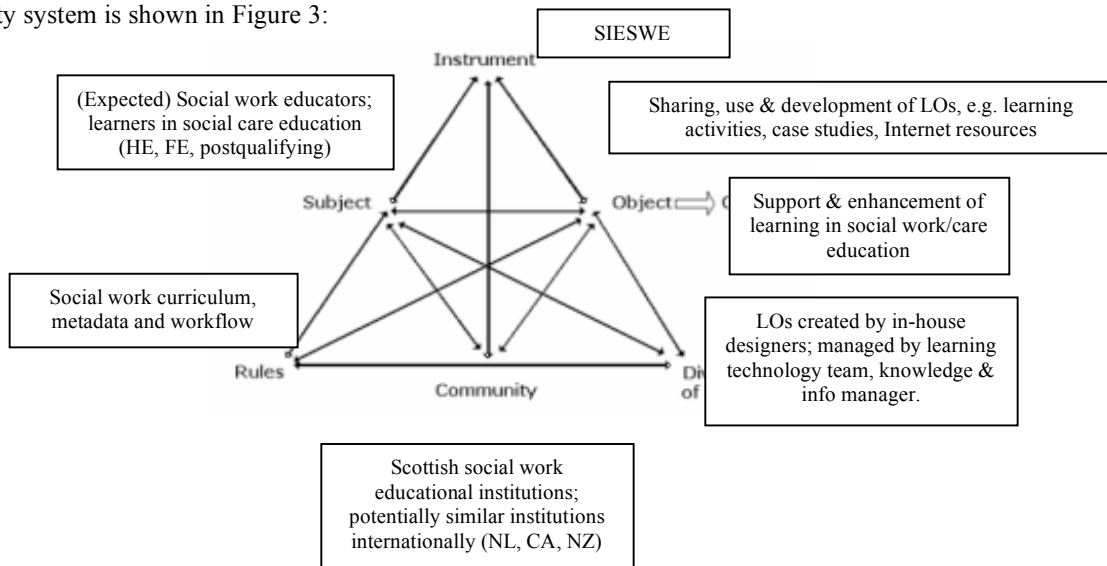 ty system is shown in Figure 3:
SIESWE
Instrument
(Expected) Social work educators;
learners in social care education
(HE, FE, postqualifying)
Sharing, use & development of LOs, e.g. learning
activities, case studies, Internet resources
Subject
Object
Support & enhancement of
learning in social work/care
education
Social work curriculum,
metadata and workflow
LOs created by in-house
designers; managed by learning
technology team, knowledge &
info manager.
Rules
Community
of
Scottish social work
educational institutions;
potentially similar institutions
internationally (NL, CA, NZ)